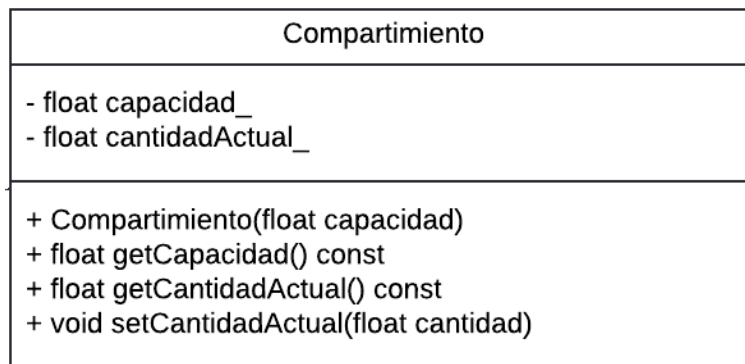 Compartimiento
- float capacidad_
- float cantidadActual_
+ Compartimiento(float capacidad)
+ float getCapacidad() const
+ float getCantidadActual() const
+ void setCantidadActual(float cantidad)